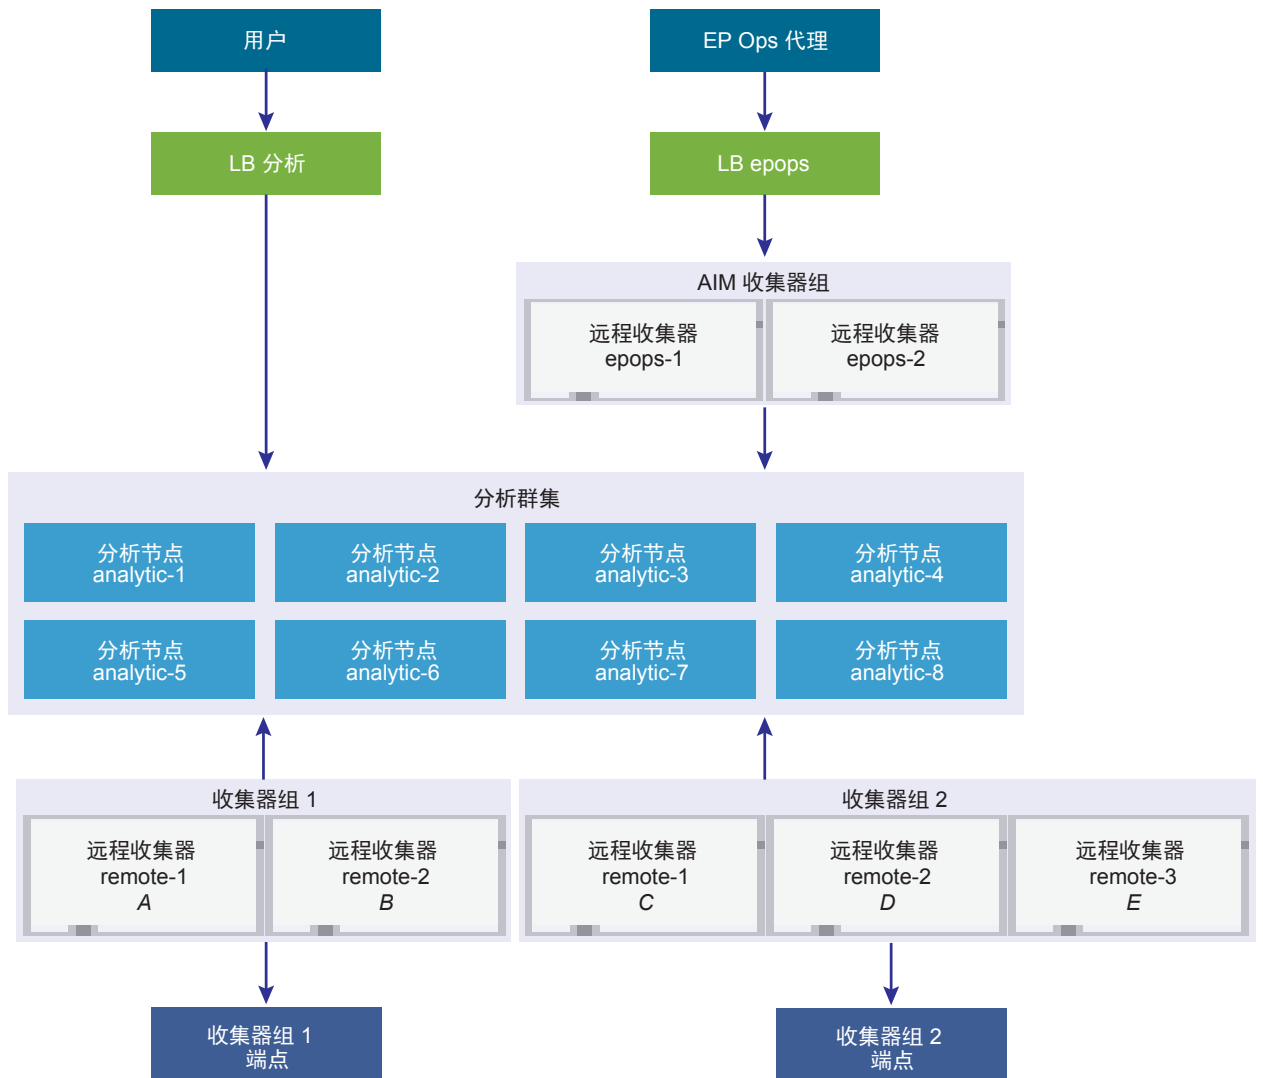 用户
EP Ops 代理
LB 分析
LB epops
AIM 收集器组
远程收集器
epops-1
远程收集器
epops-2
分析群集
分析节点
analytic-1
分析节点
analytic-2
分析节点
analytic-3
分析节点
analytic-4
分析节点
analytic-5
分析节点
analytic-6
分析节点
analytic-7
分析节点
analytic-8
收集器组 1
远程收集器
remote-1
A
远程收集器
remote-2
B
收集器组 2
远程收集器
remote-1
C
远程收集器
remote-2
D
远程收集器
remote-3
E
收集器组 1
端点
收集器组 2
端点